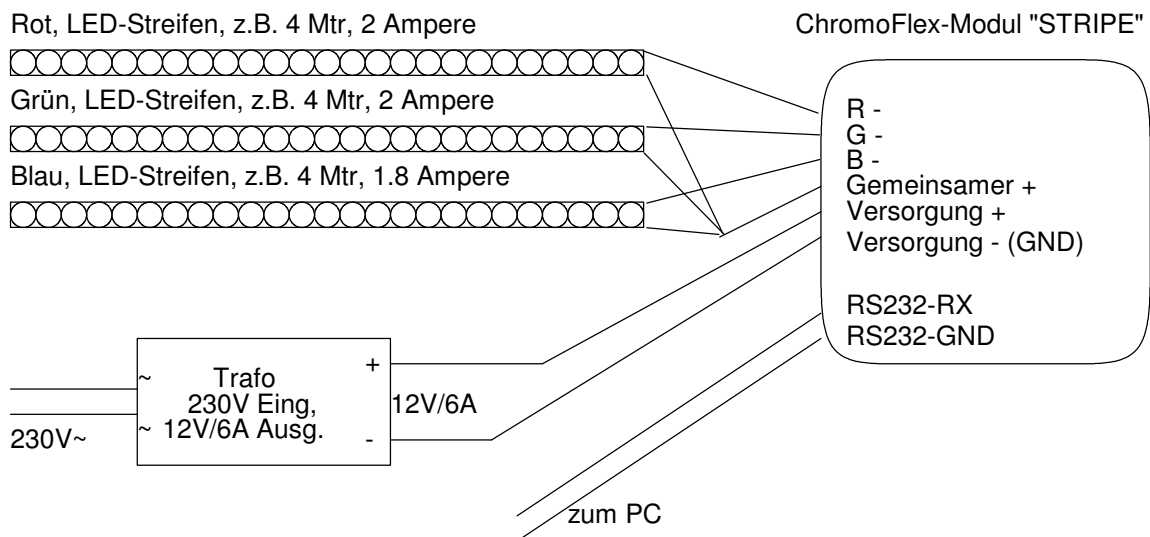 Rot, LED-Streifen, z.B. 4 Mtr, 2 Ampere
Grün, LED-Streifen, z.B. 4 Mtr, 2 Ampere
Blau, LED-Streifen, z.B. 4 Mtr, 1.8 Ampere
ChromoFlex-Modul "STRIPE"
R -
G -
B -
Gemeinsamer +
Versorgung +
Versorgung - (GND)
RS232-RX
RS232-GND
~ Trafo +
230V Eing,
~ 12V/6A Ausg. -
12V/6A
230V~
zum PC